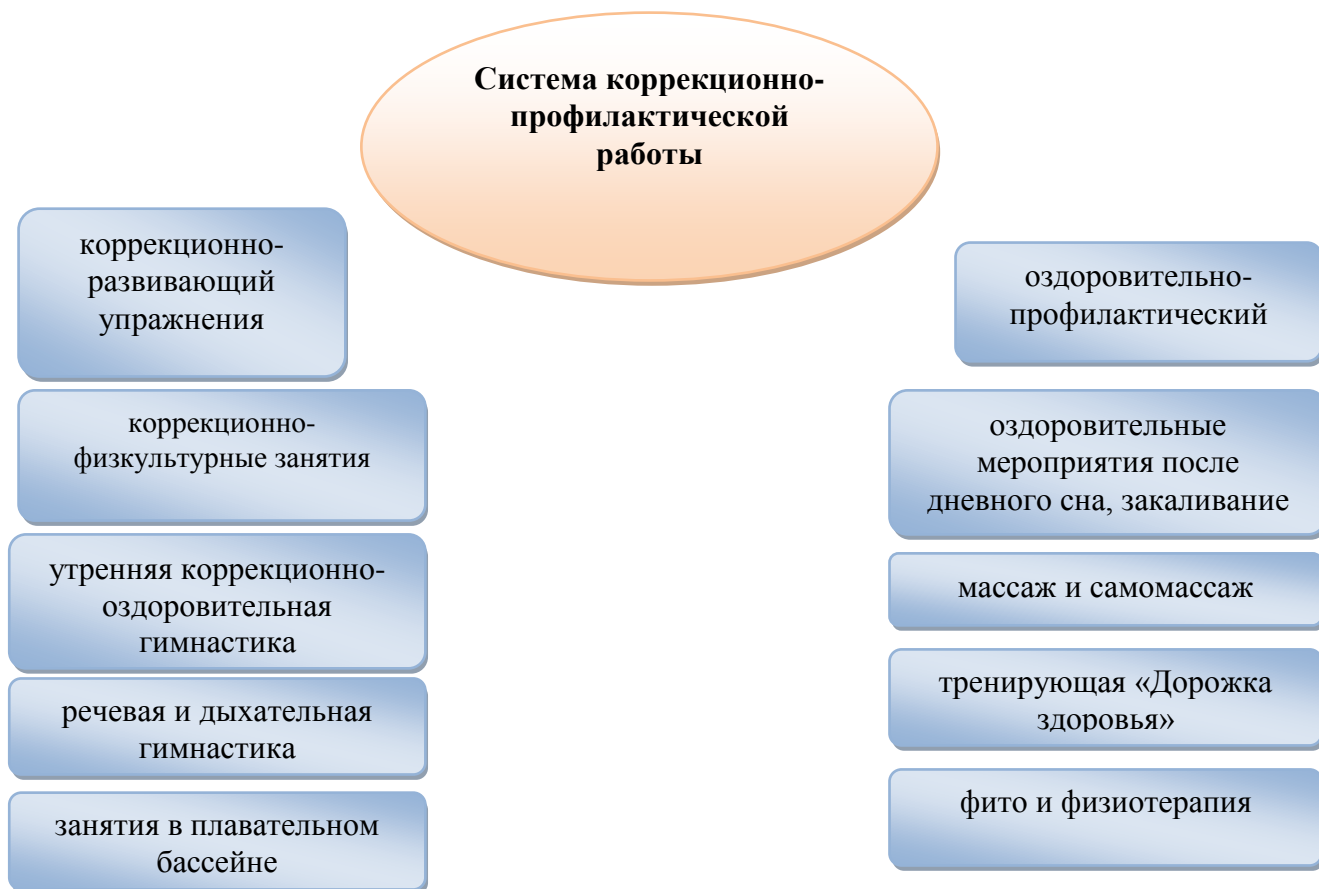 Система коррекционно-
профилактической
работы
коррекционно-
развивающий
упражнения
коррекционно-
физкультурные занятия
утренняя коррекционно-
оздоровительная
гимнастика
речевая и дыхательная
гимнастика
занятия в плавательном
бассейне
оздоровительно-
профилактический
оздоровительные
мероприятия после
дневного сна, закаливание
массаж и самомассаж
тренирующая «Дорожка
здоровья»
фито и физиотерапия